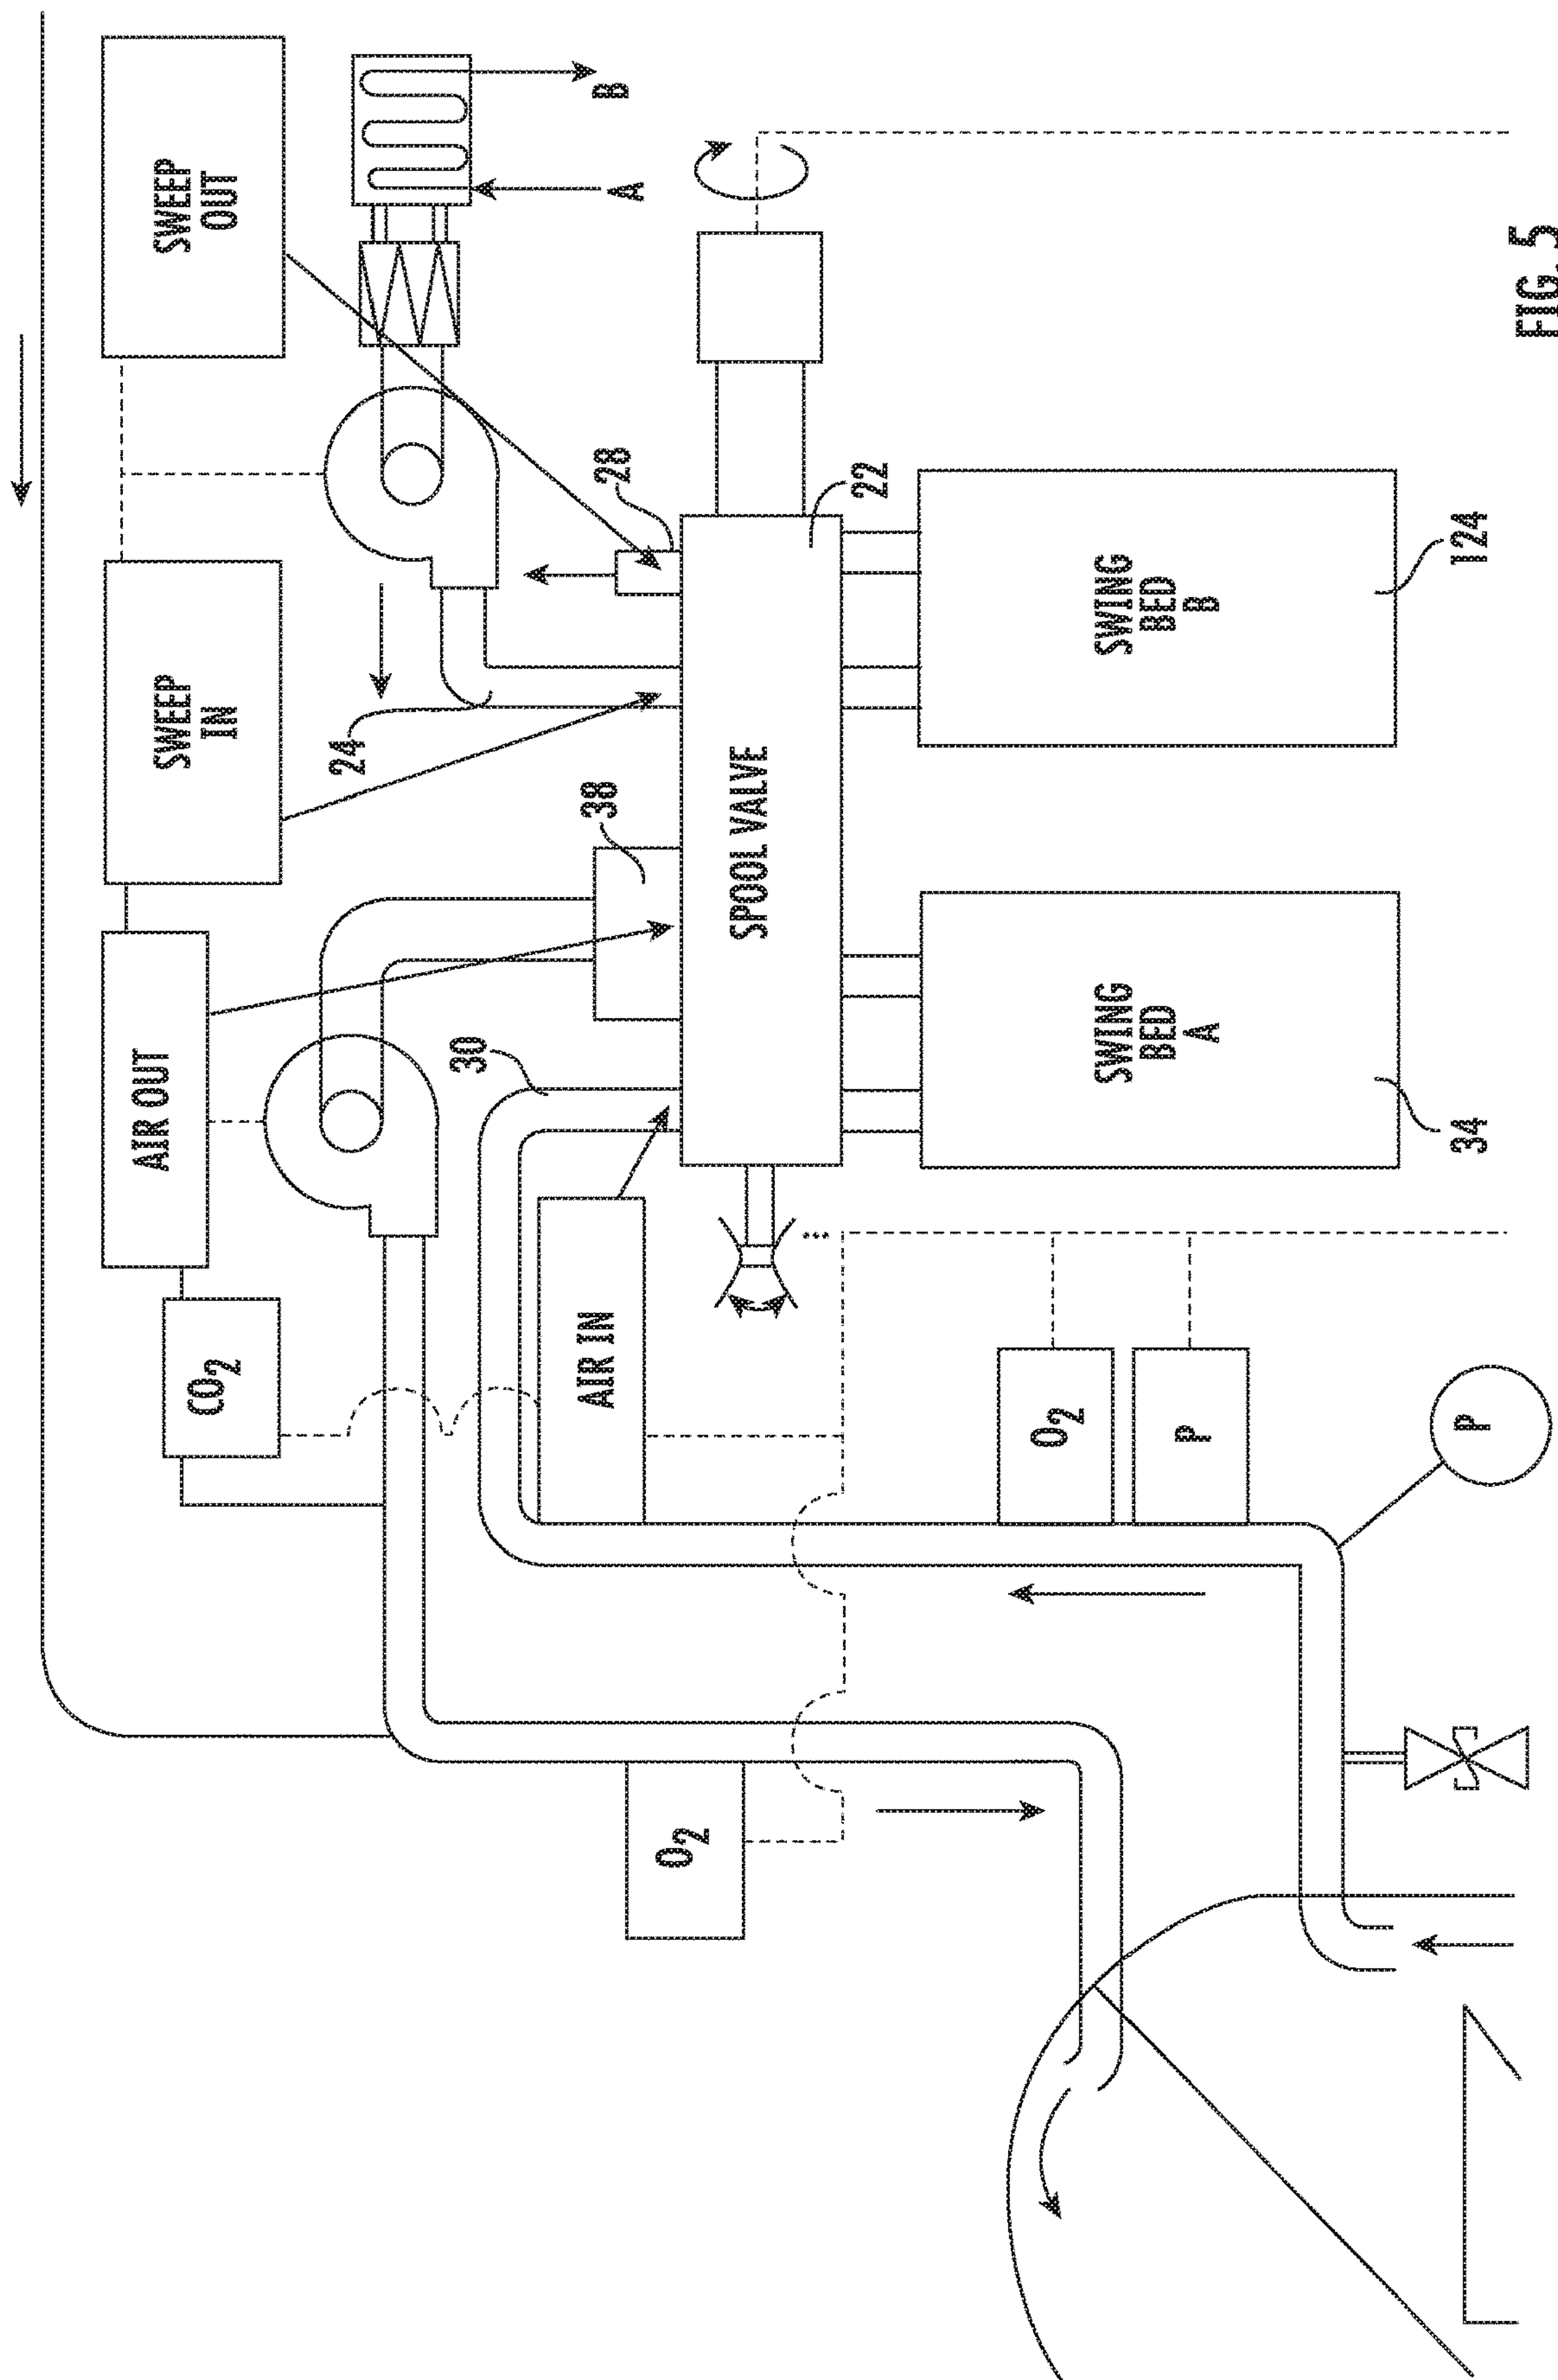 SWEEP
OUT
SWEEP
IN
AIR OUT
CO2
B
A
24
28
38
30
AIR IN
O2
SPOOL VALVE
22
O2
P
SWING
BED
A
SWING
BED
B
34
124
P
FIG. 5